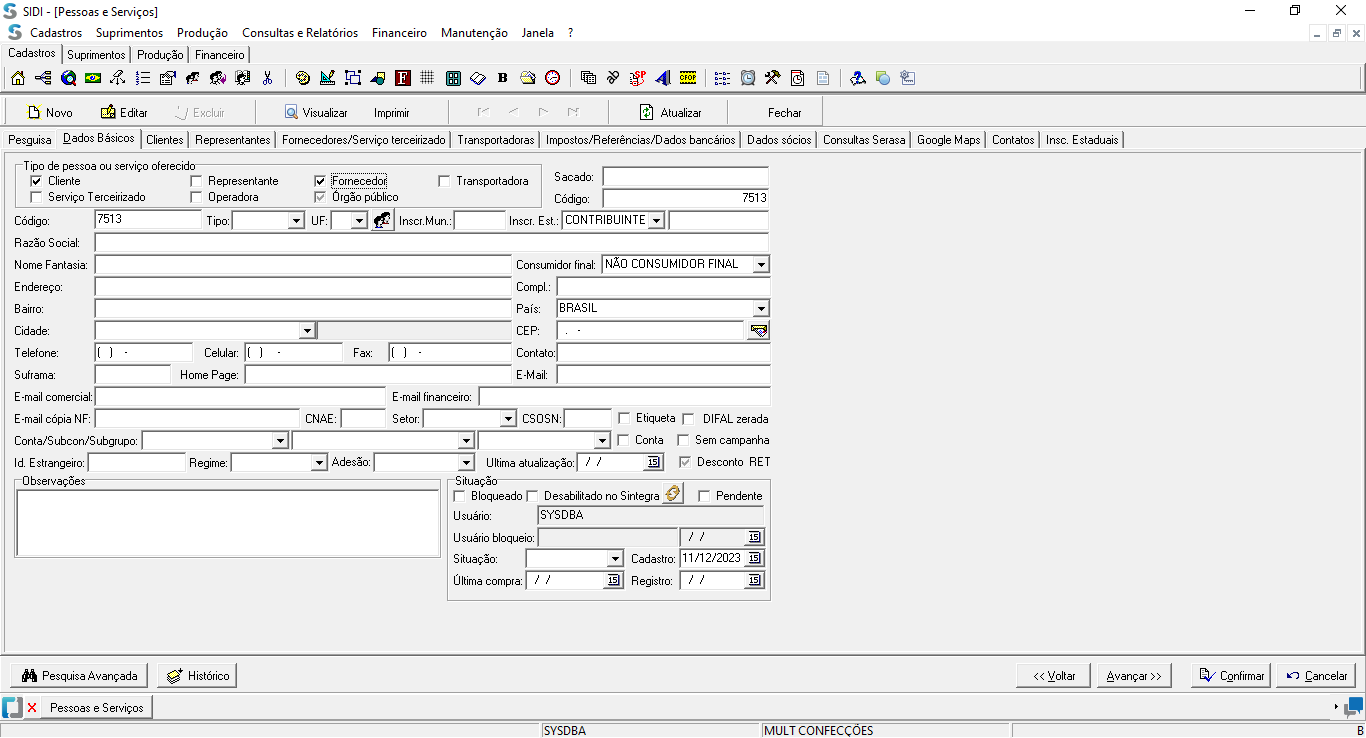 SIDI - [Pessoas e Serviços]
Cadastros Suprimentos Produção Consultas e Relatórios Financeiro Manutenção Janela ?
Cadastros Suprimentos Produção Financeiro
B SP CFOP
Novo Editar Excluir Visualizar Imprimir Atualizar Fechar
Pesquisa Dados Básicos Clientes Representantes Fornecedores/Serviço terceirizado Transportadoras Impostos/Referências/Dados bancários Dados sócios Consultas Serasa Google Maps Contatos Insc. Estaduais
Tipo de pessoa ou serviço oferecido
Cliente Representante Fornecedor Transportadora Sacado:
Serviço Terceirizado Operadora Órgão público Código: 7513
Código: 7513 Tipo: UF: Inscr.Mun.: Inscr. Est.: CONTRIBUINTE
Razão Social:
Nome Fantasia: Consumidor final: NÃO CONSUMIDOR FINAL
Endereço: Compl.:
Bairro: País: BRASIL
Cidade: CEP: . -
Telefone: ( ) - Celular: ( ) - Fax: ( ) - Contato:
Suframa: Home Page: E-Mail:
E-mail comercial: E-mail financeiro:
E-mail cópia NF: CNAE: Setor: CSOSN: Etiqueta DIFAL zerada
Conta/Subcon/Subgrupo: Conta Sem campanha
Id. Estrangeiro: Regime: Adesão: Ultima atualização: / / 15 Desconto RET
Observações Situação
Bloqueado Desabilitado no Sintegra Pendente
Usuário: SYSDBA
Usuário bloqueio: / / 15
Situação: Cadastro: 11/12/2023 15
Última compra: / / 15 Registro: / / 15
Pesquisa Avançada Histórico << Voltar Avançar >> Confirmar Cancelar
Pessoas e Serviços
SYSDBA MULT CONFECÇÕES B